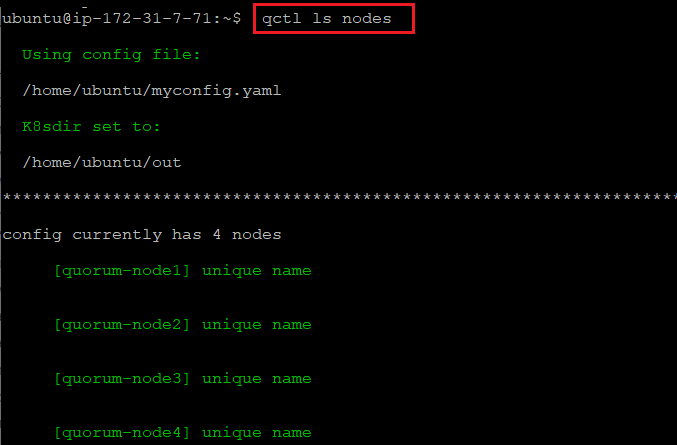 ubuntu@ip-172-31-7-71:~$ qctl ls nodes
Using config file:
/home/ubuntu/myconfig.yaml
K8sdir set to:
/home/ubuntu/out
********************************************************************
config currently has 4 nodes
[quorum-node1] unique name
[quorum-node2] unique name
[quorum-node3] unique name
[quorum-node4] unique name